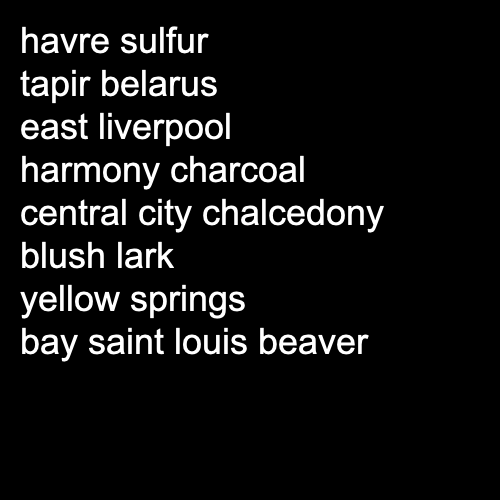 havre sulfur
tapir belarus
east liverpool
harmony charcoal
central city chalcedony
blush lark
yellow springs
bay saint louis beaver